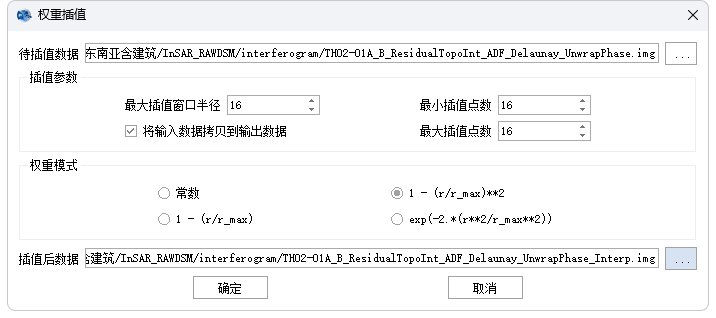 权重插值
待插值数据 东南亚含建筑/InSAR_RAWDSM/interferogram/TH02-01A_B_ResidualTopoInt_ADF_Delaunay_UnwrapPhase.img ...
插值参数
最大插值窗口半径 16 最小插值点数 16
将输入数据拷贝到输出数据 最大插值点数 16
权重模式
常数 1 - (r/r_max)**2
1 - (r/r_max) exp(-2.*(r**2/r_max**2))
插值后数据 含建筑/InSAR_RAWDSM/interferogram/TH02-01A_B_ResidualTopoInt_ADF_Delaunay_UnwrapPhase_Interp.img ...
确定 取消